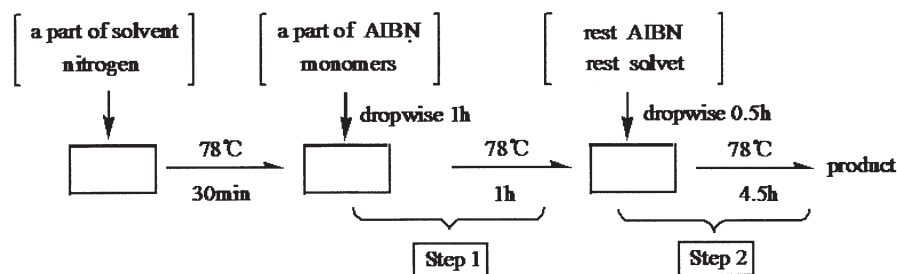 a part of solvent
nitrogen
a part of AIBN
monomers
rest AIBN
rest solvet
dropwise 1h
dropwise 0.5h
78℃
30min
78℃
1h
78℃
4.5h
product
Step 1
Step 2